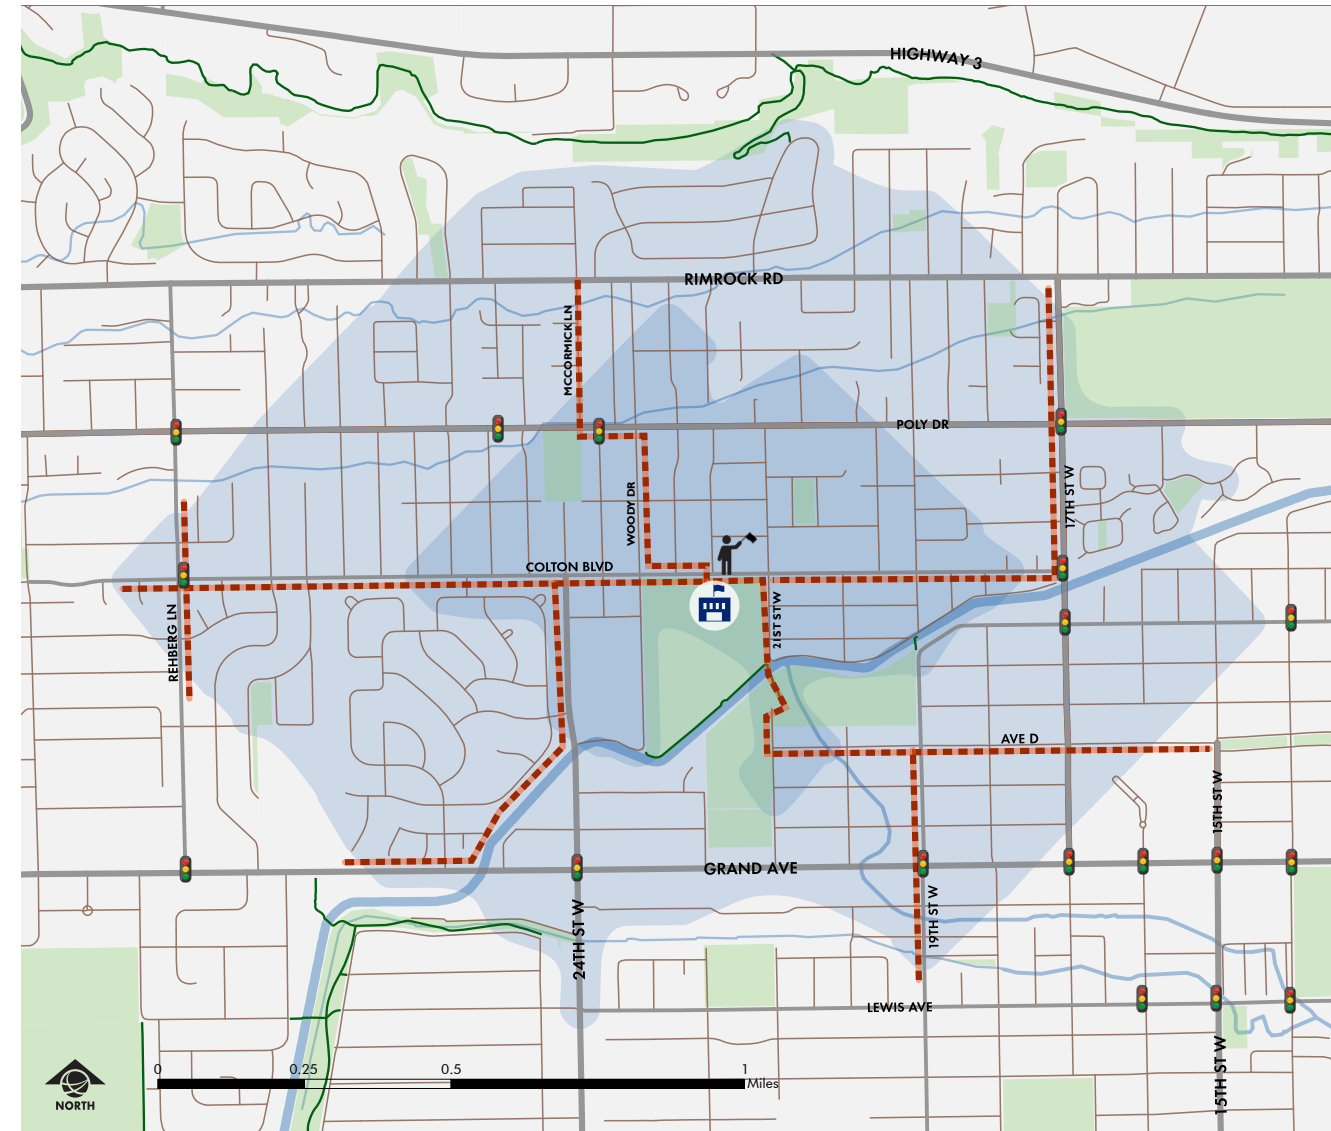 HIGHWAY 3
RIMROCK RD
MCCORMICK LN
POLY DR
17TH ST W
WOODY DR
COLTON BLVD
21ST ST W
REHBERG LN
AVE D
15TH ST W
GRAND AVE
19TH ST W
24TH ST W
LEWIS AVE
15TH ST W
0 0.25 0.5 1
Miles
NORTH